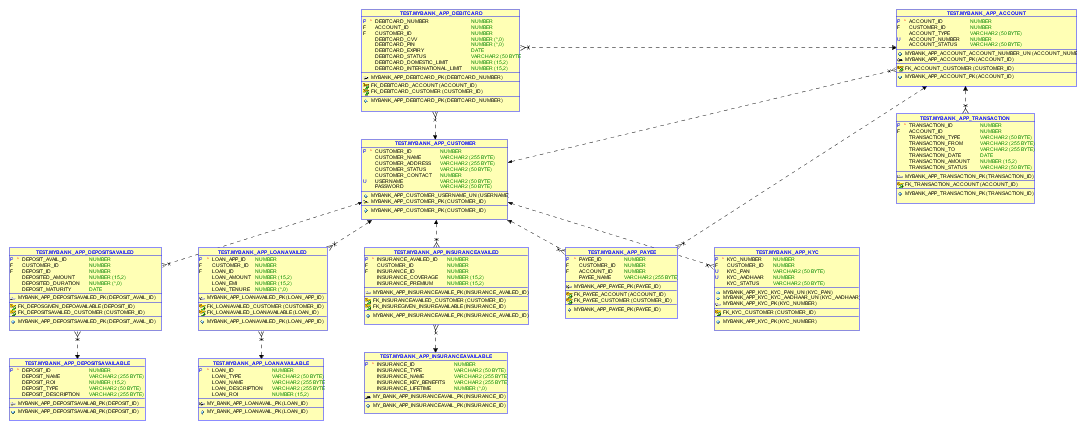 TEST.MYBANK_APP_DEBITCARD
P * DEBITCARD_NUMBER NUMBER
F ACCOUNT_ID NUMBER
F CUSTOMER_ID NUMBER
DEBITCARD_CVV NUMBER (*,0)
DEBITCARD_PIN NUMBER (*,0)
DEBITCARD_EXPIRY DATE
DEBITCARD_STATUS VARCHAR2 (50 BYTE)
DEBITCARD_DOMESTIC_LIMIT NUMBER (15,2)
DEBITCARD_INTERNATIONAL_LIMIT NUMBER (15,2)
MYBANK_APP_DEBITCARD_PK (DEBITCARD_NUMBER)
FK_DEBITCARD_ACCOUNT (ACCOUNT_ID)
FK_DEBITCARD_CUSTOMER (CUSTOMER_ID)
MYBANK_APP_DEBITCARD_PK (DEBITCARD_NUMBER)
TEST.MYBANK_APP_ACCOUNT
P * ACCOUNT_ID NUMBER
F CUSTOMER_ID NUMBER
ACCOUNT_TYPE VARCHAR2 (50 BYTE)
U ACCOUNT_NUMBER NUMBER
ACCOUNT_STATUS VARCHAR2 (50 BYTE)
MYBANK_APP_ACCOUNT_ACCOUNT_NUMBER_UN (ACCOUNT_NUME
MYBANK_APP_ACCOUNT_PK (ACCOUNT_ID)
FK_ACCOUNT_CUSTOMER (CUSTOMER_ID)
MYBANK_APP_ACCOUNT_PK (ACCOUNT_ID)
TEST.MYBANK_APP_TRANSACTION
P * TRANSACTION_ID NUMBER
F ACCOUNT_ID NUMBER
TRANSACTION_TYPE VARCHAR2 (50 BYTE)
TRANSACTION_FROM VARCHAR2 (255 BYTE)
TRANSACTION_TO VARCHAR2 (255 BYTE)
TRANSACTION_DATE DATE
TRANSACTION_AMOUNT NUMBER (15,2)
MYBANK_APP_TRANSACTION_PK (TRANSACTION_ID)
FK_TRANSACTION_ACCOUNT (ACCOUNT_ID)
MYBANK_APP_TRANSACTION_PK (TRANSACTION_ID)
TEST.MYBANK_APP_CUSTOMER
P * CUSTOMER_ID NUMBER
CUSTOMER_NAME VARCHAR2 (255 BYTE)
CUSTOMER_ADDRESS VARCHAR2 (255 BYTE)
CUSTOMER_STATUS VARCHAR2 (50 BYTE)
CUSTOMER_CONTACT NUMBER
U USERNAME VARCHAR2 (50 BYTE)
PASSWORD VARCHAR2 (50 BYTE)
MYBANK_APP_CUSTOMER_USERNAME_UN (USERNAME
MYBANK_APP_CUSTOMER_PK (CUSTOMER_ID)
MYBANK_APP_CUSTOMER_PK (CUSTOMER_ID)
TEST.MYBANK_APP_DEPOSITSAVAILED
P * DEPOSIT_AVAIL_ID NUMBER
F CUSTOMER_ID NUMBER
F DEPOSIT_ID NUMBER
DEPOSITED_AMOUNT NUMBER (15,2)
DEPOSITED_DURATION NUMBER (*,0)
DEPOSIT_MATURITY DATE
MYBANK_APP_DEPOSITSAVAILED_PK (DEPOSIT_AVAIL_ID)
FK_DEPOSIGAVEN_DEPOAVAILABLE (DEPOSIT_ID)
FK_DEPOSITSAVAILED_CUSTOMER (CUSTOMER_ID)
MYBANK_APP_DEPOSITSAVAILED_PK (DEPOSIT_AVAIL_ID)
TEST.MYBANK_APP_LOANAVAILED
P * LOAN_APP_ID NUMBER
F CUSTOMER_ID NUMBER
F LOAN_ID NUMBER
LOAN_AMOUNT NUMBER (15,2)
LOAN_EMI NUMBER (15,2)
LOAN_TENURE NUMBER (*,0)
MYBANK_APP_LOANAVAILED_PK (LOAN_APP_ID)
FK_LOANAVAILED_CUSTOMER (CUSTOMER_ID)
FK_LOANAVAILED_LOANAVAILABLE (LOAN_ID)
MYBANK_APP_LOANAVAILED_PK (LOAN_APP_ID)
TEST.MYBANK_APP_INSURANCEAVAILED
P * INSURANCE_AVAILED_ID NUMBER
F CUSTOMER_ID NUMBER
F INSURANCE_ID NUMBER
INSURANCE_COVERAGE NUMBER (15,2)
INSURANCE_PREMIUM NUMBER (15,2)
MYBANK_APP_INSURANCEAVAILE_PK (INSURANCE_AVAILED_ID)
FK_INSURANCEAVAILED_CUSTOMER (CUSTOMER_ID)
FK_INSUREGIVEN_INSUREAVAILABLE (INSURANCE_ID)
MYBANK_APP_INSURANCEAVAILE_PK (INSURANCE_AVAILED_ID)
TEST.MYBANK_APP_PAYEE
P * PAYEE_ID NUMBER
F CUSTOMER_ID NUMBER
F ACCOUNT_ID NUMBER
PAYEE_NAME VARCHAR2 (255 BYTE)
MYBANK_APP_PAYEE_PK (PAYEE_ID)
FK_PAYEE_ACCOUNT (ACCOUNT_ID)
FK_PAYEE_CUSTOMER (CUSTOMER_ID)
MYBANK_APP_PAYEE_PK (PAYEE_ID)
TEST.MYBANK_APP_KYC
P * KYC_NUMBER NUMBER
F CUSTOMER_ID NUMBER
U KYC_PAN VARCHAR2 (50 BYTE)
U KYC_AADHAAR NUMBER
KYC_STATUS VARCHAR2 (50 BYTE)
MYBANK_APP_KYC_KYC_PAN_UN (KYC_PAN)
MYBANK_APP_KYC_KYC_AADHAAR_UN (KYC_AADHAAR)
MYBANK_APP_KYC_PK (KYC_NUMBER)
FK_KYC_CUSTOMER (CUSTOMER_ID)
MYBANK_APP_KYC_PK (KYC_NUMBER)
TEST.MYBANK_APP_DEPOSITSAVAILABLE
P * DEPOSIT_ID NUMBER
DEPOSIT_NAME VARCHAR2 (255 BYTE)
DEPOSIT_ROI NUMBER (15,2)
DEPOSIT_TYPE VARCHAR2 (50 BYTE)
DEPOSIT_DESCRIPTION VARCHAR2 (255 BYTE)
MYBANK_APP_DEPOSITSAVAILAB_PK (DEPOSIT_ID)
MYBANK_APP_DEPOSITSAVAILAB_PK (DEPOSIT_ID)
TEST.MYBANK_APP_LOANAVAILABLE
P * LOAN_ID NUMBER
LOAN_TYPE VARCHAR2 (50 BYTE)
LOAN_NAME VARCHAR2 (255 BYTE
LOAN_DESCRIPTION VARCHAR2 (255 BYTE
LOAN_ROI NUMBER (15,2)
MY_BANK_APP_LOANAVAIL_PK (LOAN_ID)
MY_BANK_APP_LOANAVAIL_PK (LOAN_ID)
TEST.MYBANK_APP_INSURANCEAVAILABLE
P * INSURANCE_ID NUMBER
INSURANCE_TYPE VARCHAR2 (50 BYTE)
INSURANCE_NAME VARCHAR2 (255 BYTE)
INSURANCE_KEY_BENEFITS VARCHAR2 (255 BYTE)
INSURANCE_LIFETIME NUMBER (*,0)
MY_BANK_APP_INSURANCEAVAIL_PK (INSURANCE_ID)
MY_BANK_APP_INSURANCEAVAIL_PK (INSURANCE_ID)